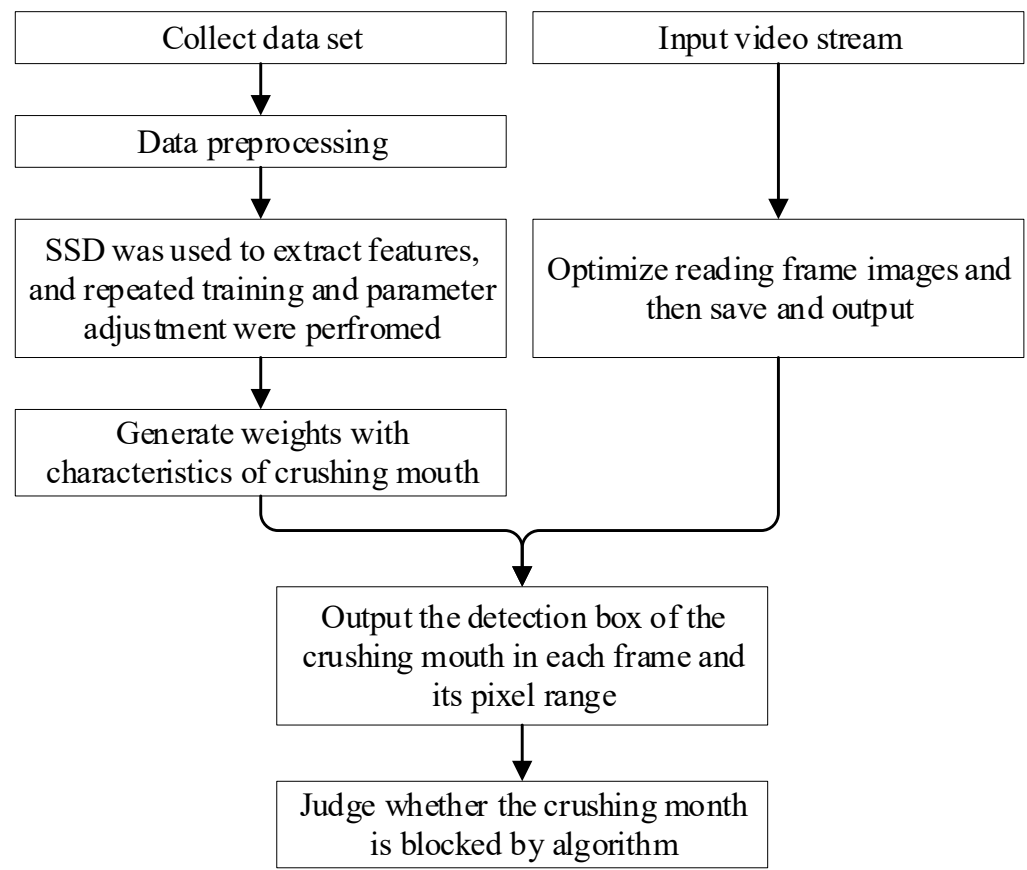 Collect data set
Input video stream
Data preprocessing
SSD was used to extract features,
and repeated training and parameter
adjustment were perfromed
Optimize reading frame images and
then save and output
Generate weights with
characteristics of crushing mouth
Output the detection box of the
crushing mouth in each frame and
its pixel range
Judge whether the crushing month
is blocked by algorithm